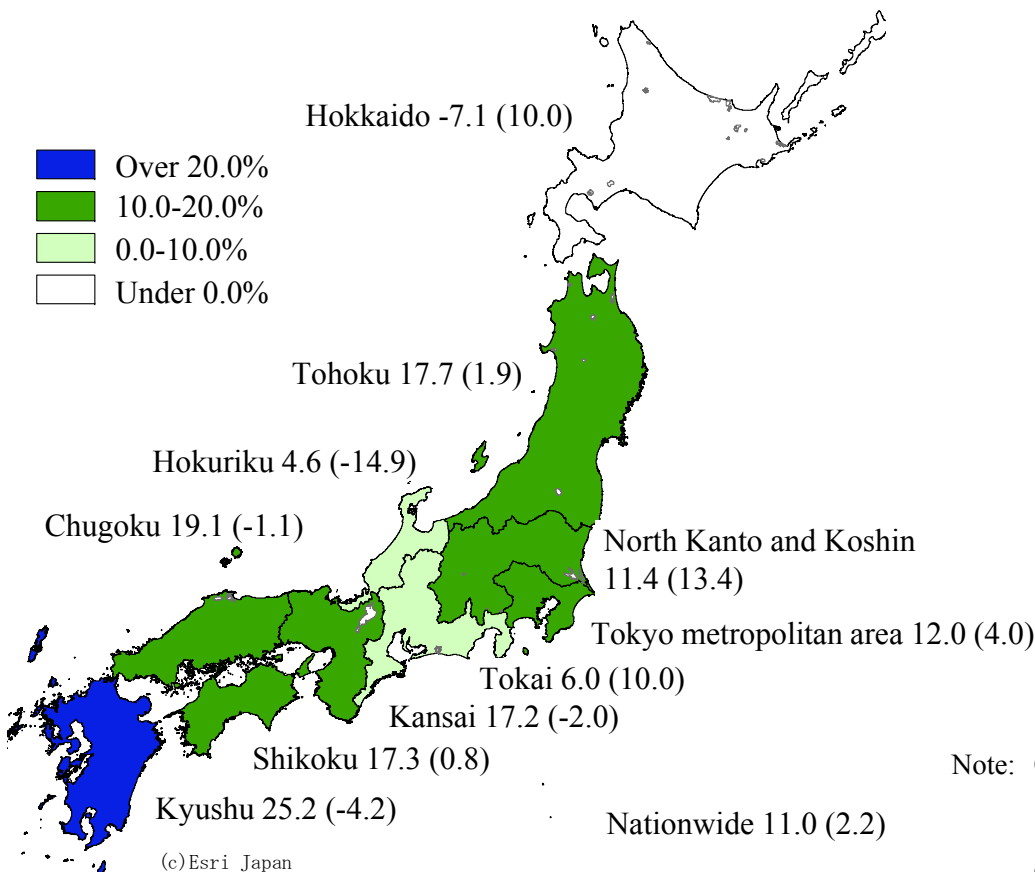 Hokkaido -7.1 (10.0)
Over 20.0%
10.0-20.0%
0.0-10.0%
Under 0.0%
Tohoku 17.7 (1.9)
Hokuriku 4.6 (-14.9)
Chugoku 19.1 (-1.1)
North Kanto and Koshin
11.4 (13.4)
Tokyo metropolitan area 12.0 (4.0)
Tokai 6.0 (10.0)
Kansai 17.2 (-2.0)
Shikoku 17.3 (0.8)
Note:
Kyushu 25.2 (-4.2)
Nationwide 11.0 (2.2)
(c)Esri Japan